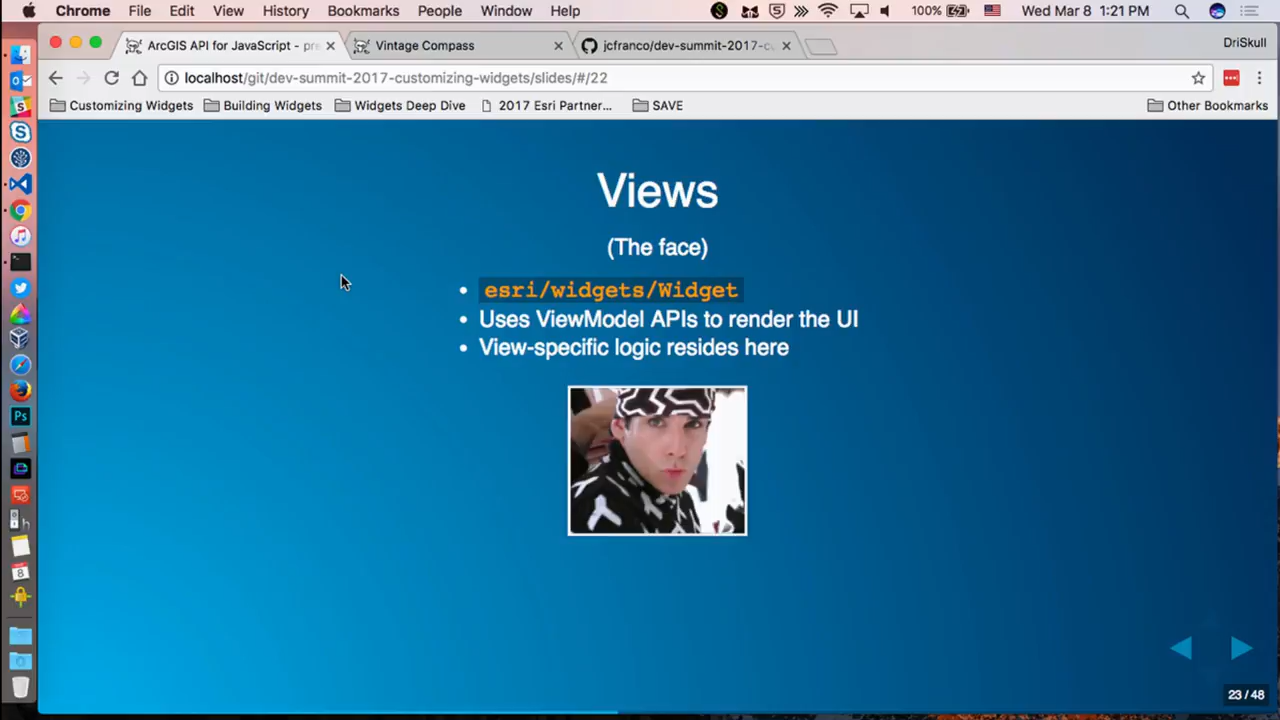 Chrome File Edit View History Bookmarks People Window Help 100% Wed Mar 8 1:21 PM
ArcGIS API for JavaScript - pre
Vintage Compass
jcfranco/dev-summit-2017-cu
DriSkull
localhost/git/dev-summit-2017-customizing-widgets/slides/#/22
Customizing Widgets Building Widgets Widgets Deep Dive 2017 Esri Partner... SAVE Other Bookmarks
Views
(The face)
• esri/widgets/Widget
• Uses ViewModel APIs to render the UI
• View-specific logic resides here
23 / 48